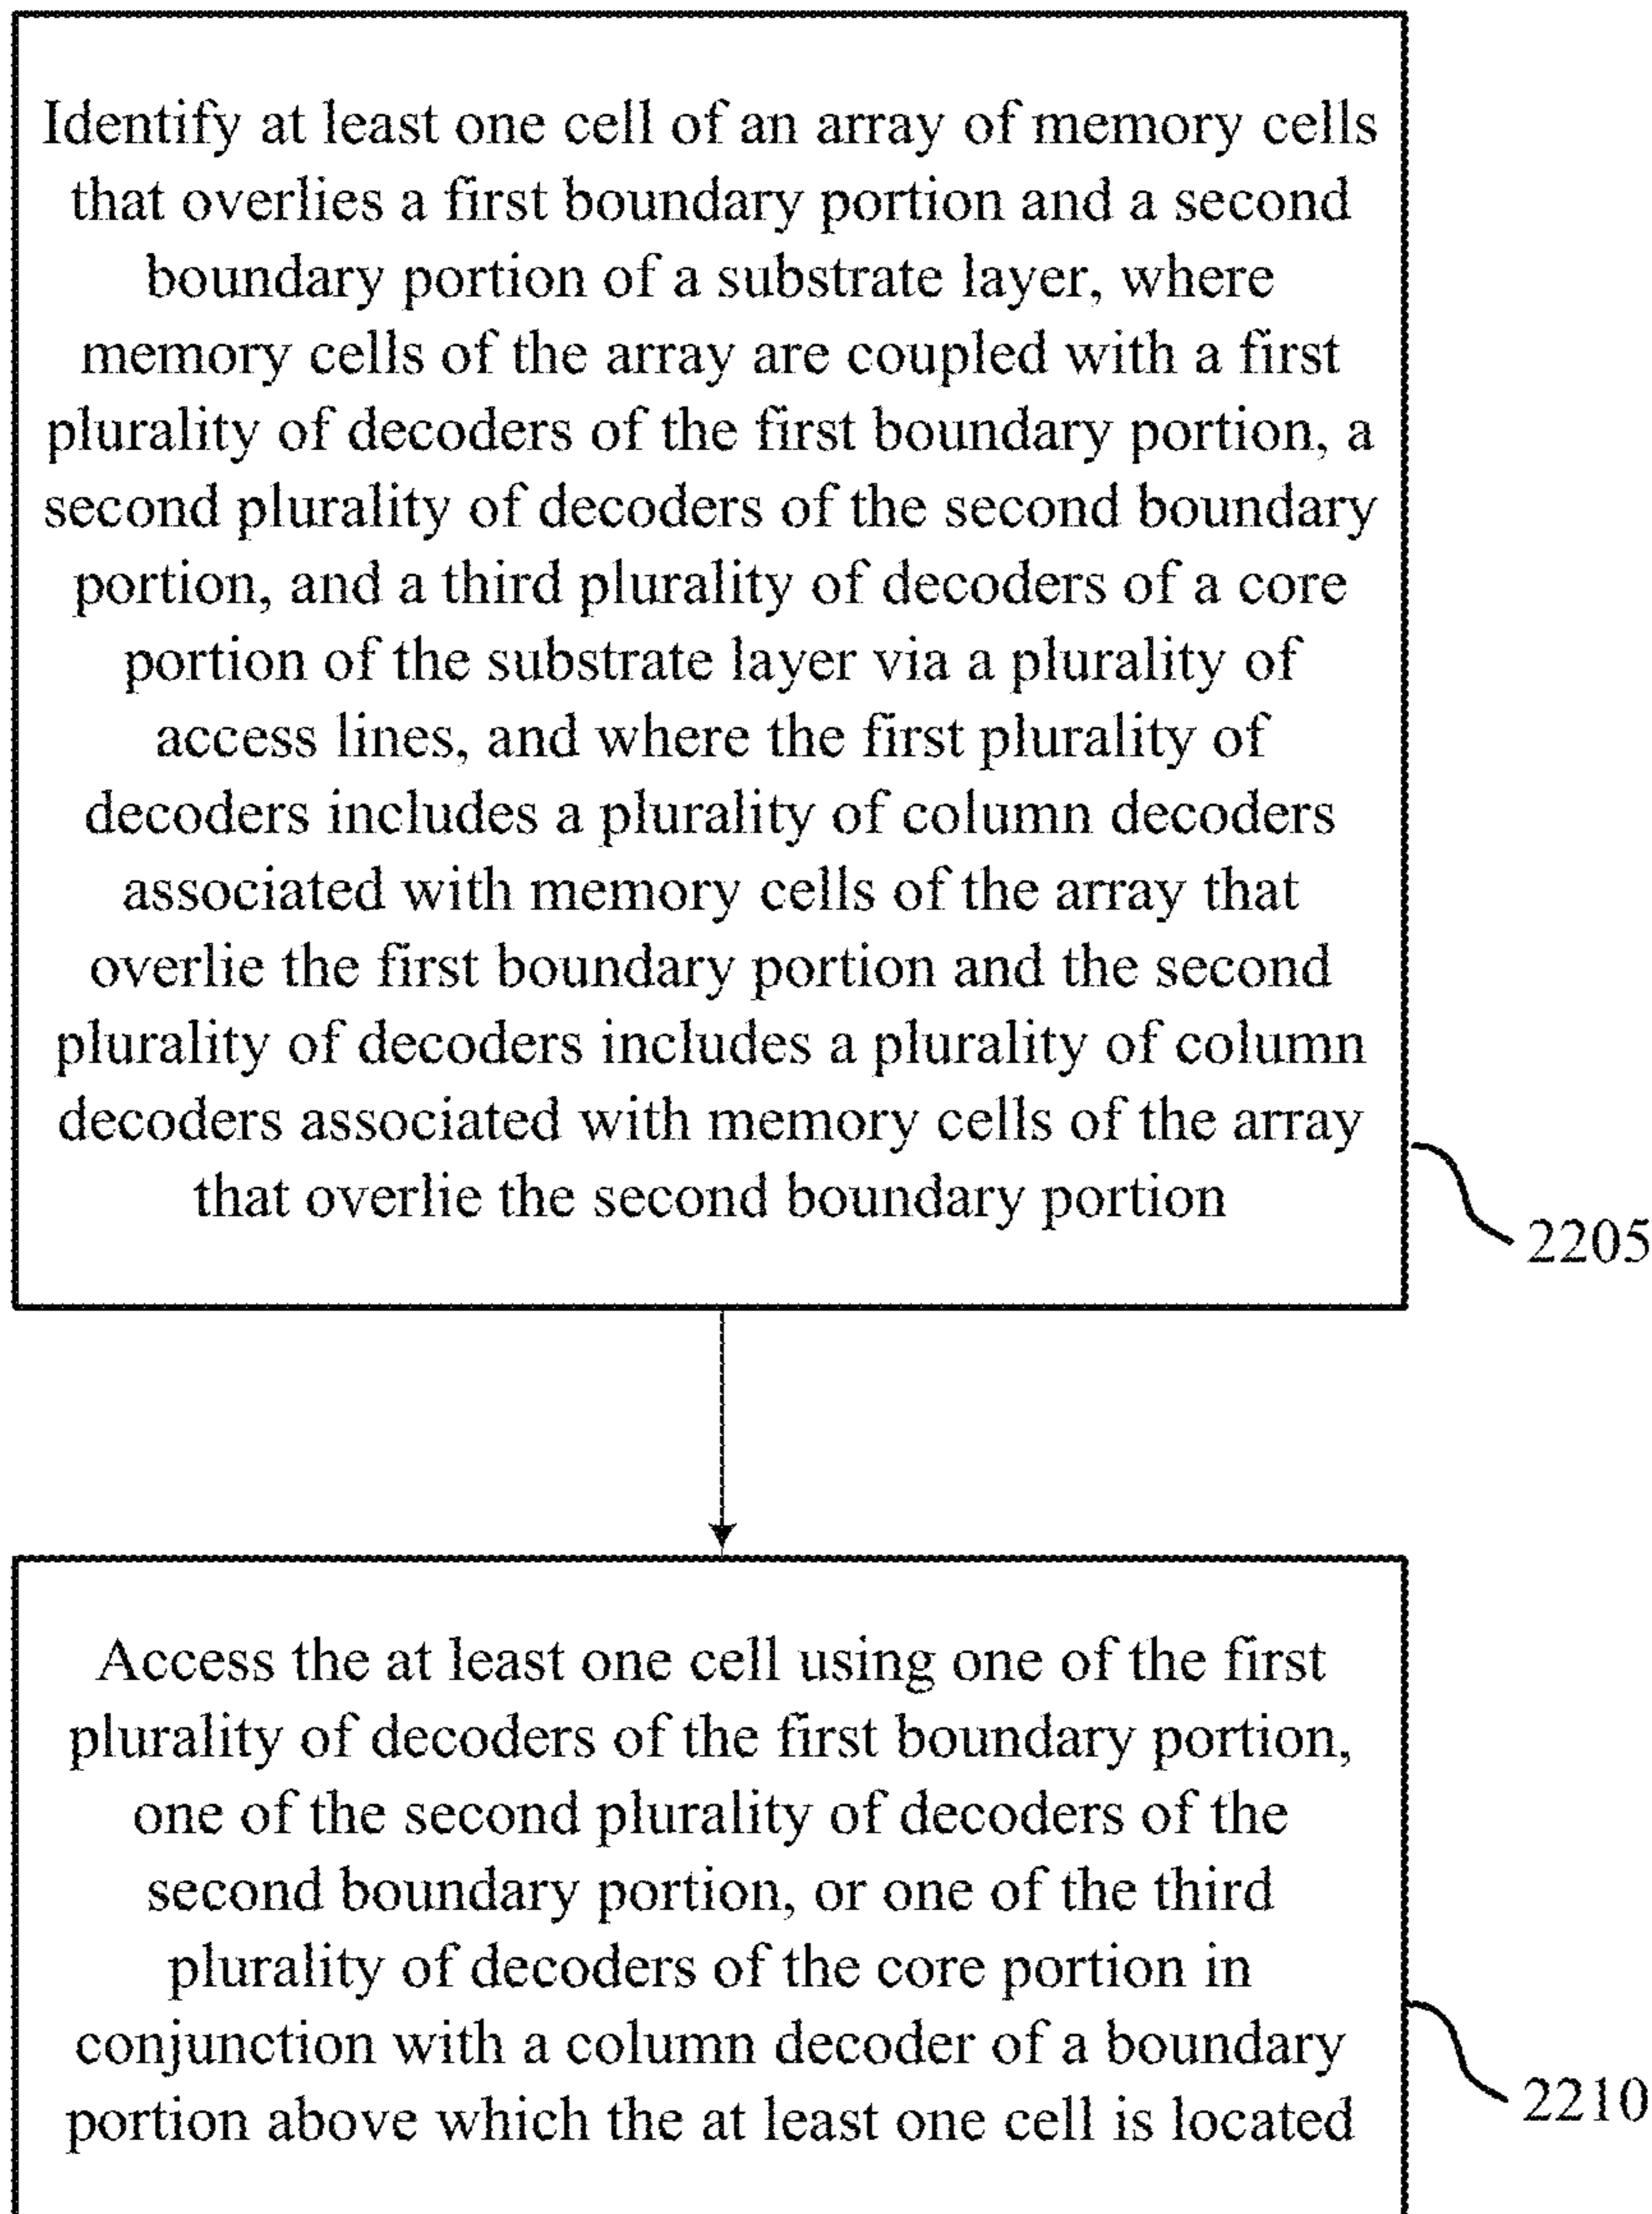 Identify at least one cell of an array of memory cells
that overlies a first boundary portion and a second
boundary portion of a substrate layer, where
memory cells of the array are coupled with a first
plurality of decoders of the first boundary portion, a
second plurality of decoders of the second boundary
portion, and a third plurality of decoders of a core
portion of the substrate layer via a plurality of
access lines, and where the first plurality of
decoders includes a plurality of column decoders
associated with memory cells of the array that
overlie the first boundary portion and the second
plurality of decoders includes a plurality of column
decoders associated with memory cells of the array
that overlie the second boundary portion
2205
Access the at least one cell using one of the first
plurality of decoders of the first boundary portion,
one of the second plurality of decoders of the
second boundary portion, or one of the third
plurality of decoders of the core portion in
conjunction with a column decoder of a boundary
portion above which the at least one cell is located
2210